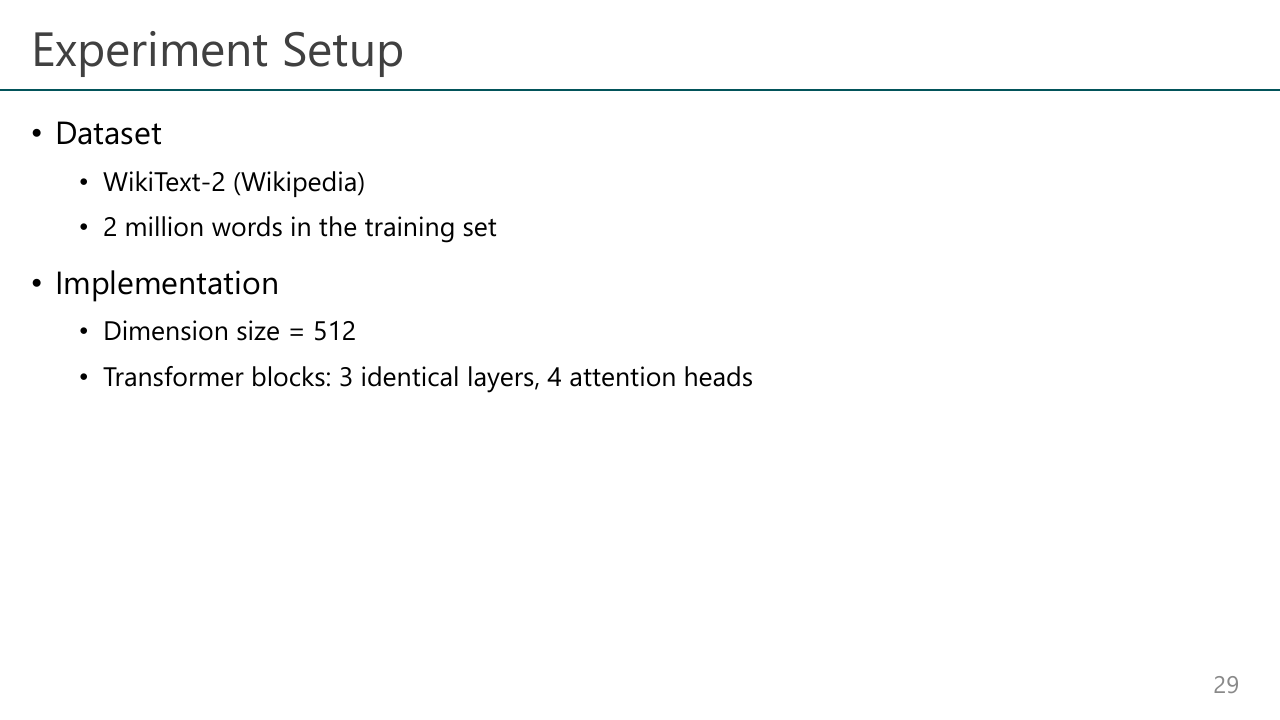 Experiment Setup
• Dataset
• WikiText-2 (Wikipedia)
• 2 million words in the training set
• Implementation
• Dimension size = 512
• Transformer blocks: 3 identical layers, 4 attention heads
29